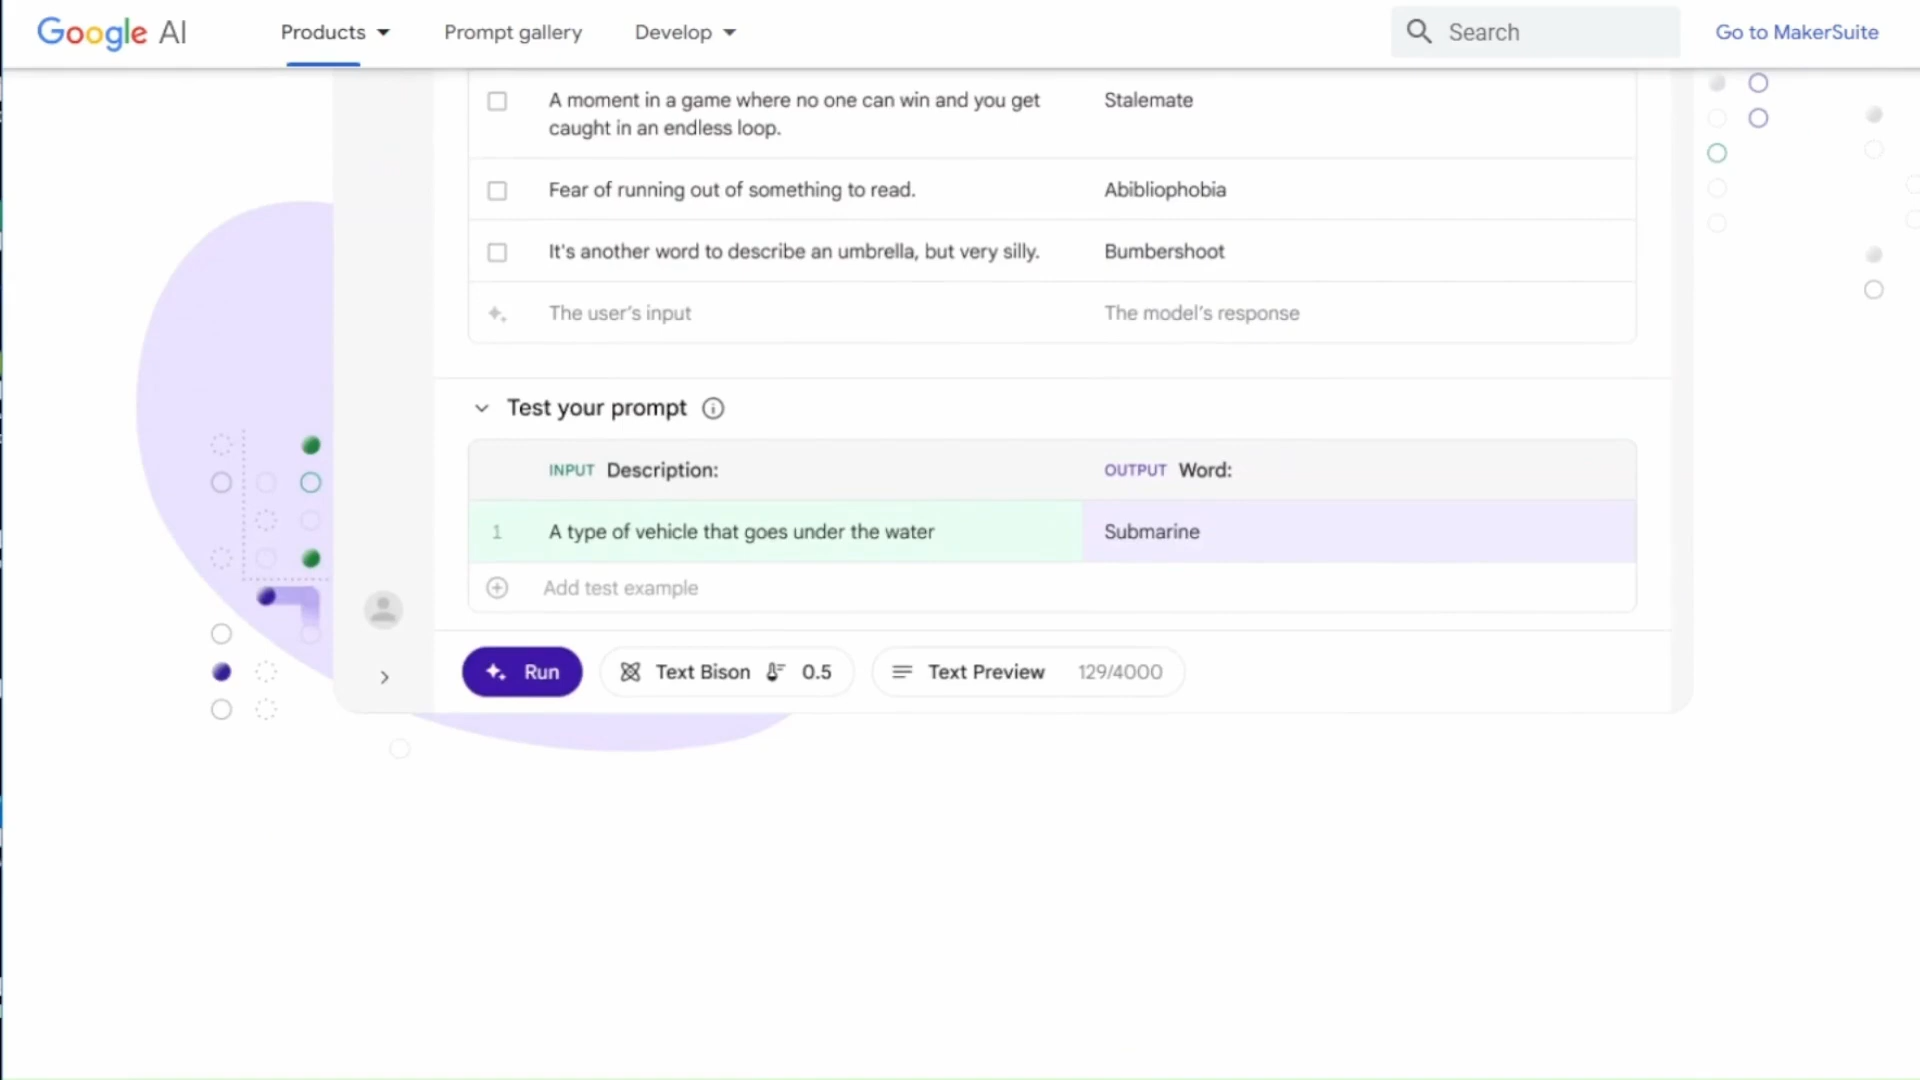 Google AI Products Prompt gallery Develop Search Go to MakerSuite
A moment in a game where no one can win and you get Stalemate
caught in an endless loop.
Fear of running out of something to read. Abibliophobia
It's another word to describe an umbrella, but very silly. Bumbershoot
The user's input The model's response
Test your prompt
INPUT Description: OUTPUT Word:
1 A type of vehicle that goes under the water Submarine
Add test example
Run Text Bison 0.5 Text Preview 129/4000